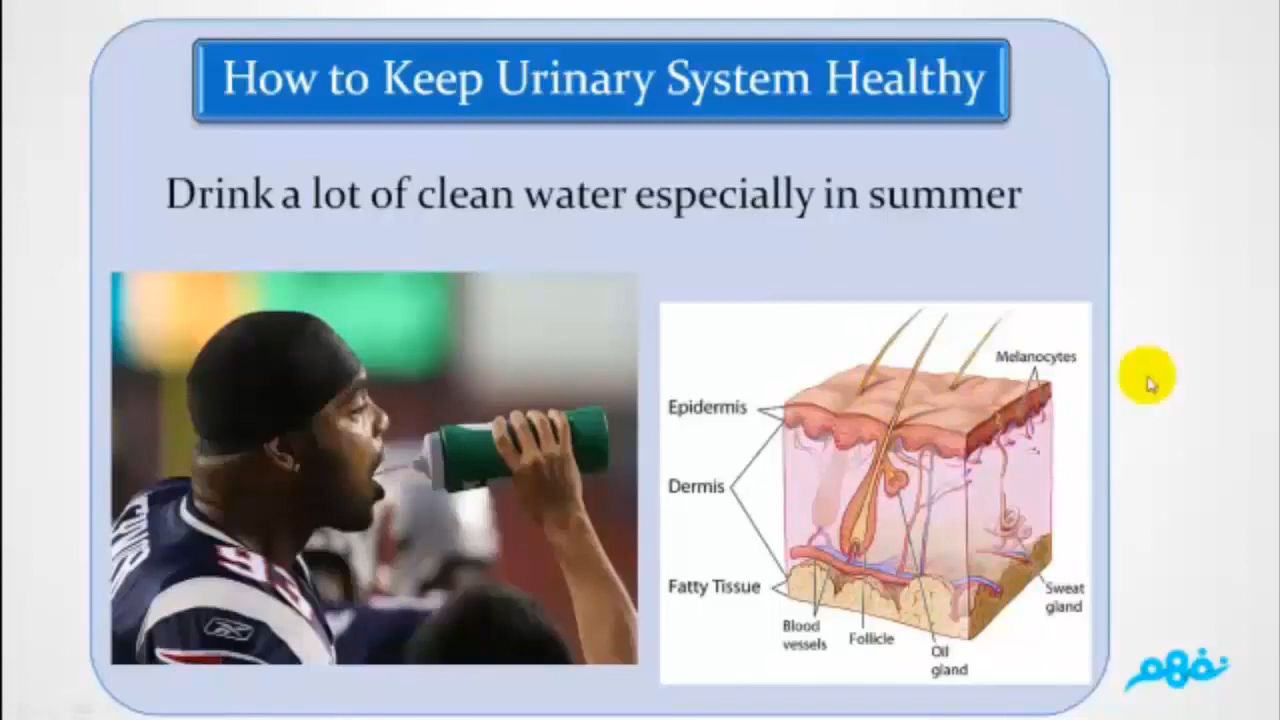 How to Keep Urinary System Healthy
Drink a lot of clean water especially in summer
Melanocytes
Epidermis
Dermis
Fatty Tissue
Blood
vessels
Follicle
Oil
gland
Sweat
gland
نفهم